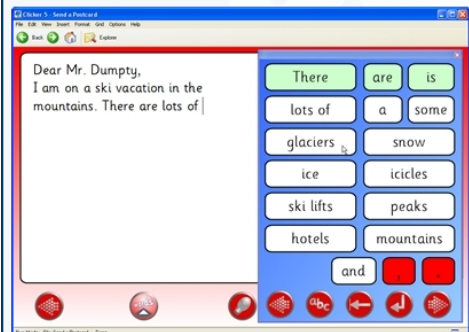 Clicker 5 - Send a Postcard
File Edit View Insert Format Grid Options Help
Back Explorer
Dear Mr. Dumpty,
I am on a ski vacation in the
mountains. There are lots of
There are is
lots of a some
glaciers snow
ice icicles
ski lifts peaks
hotels mountains
and , .
abc